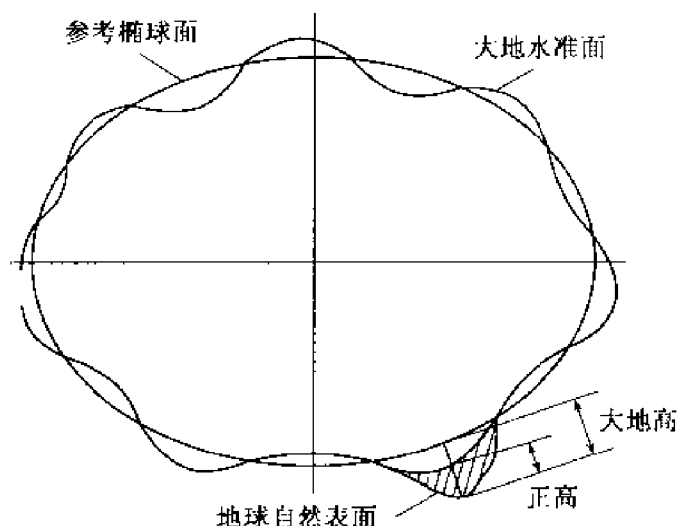 参考椭球面
大地水准面
大地高
正高
地球自然表面